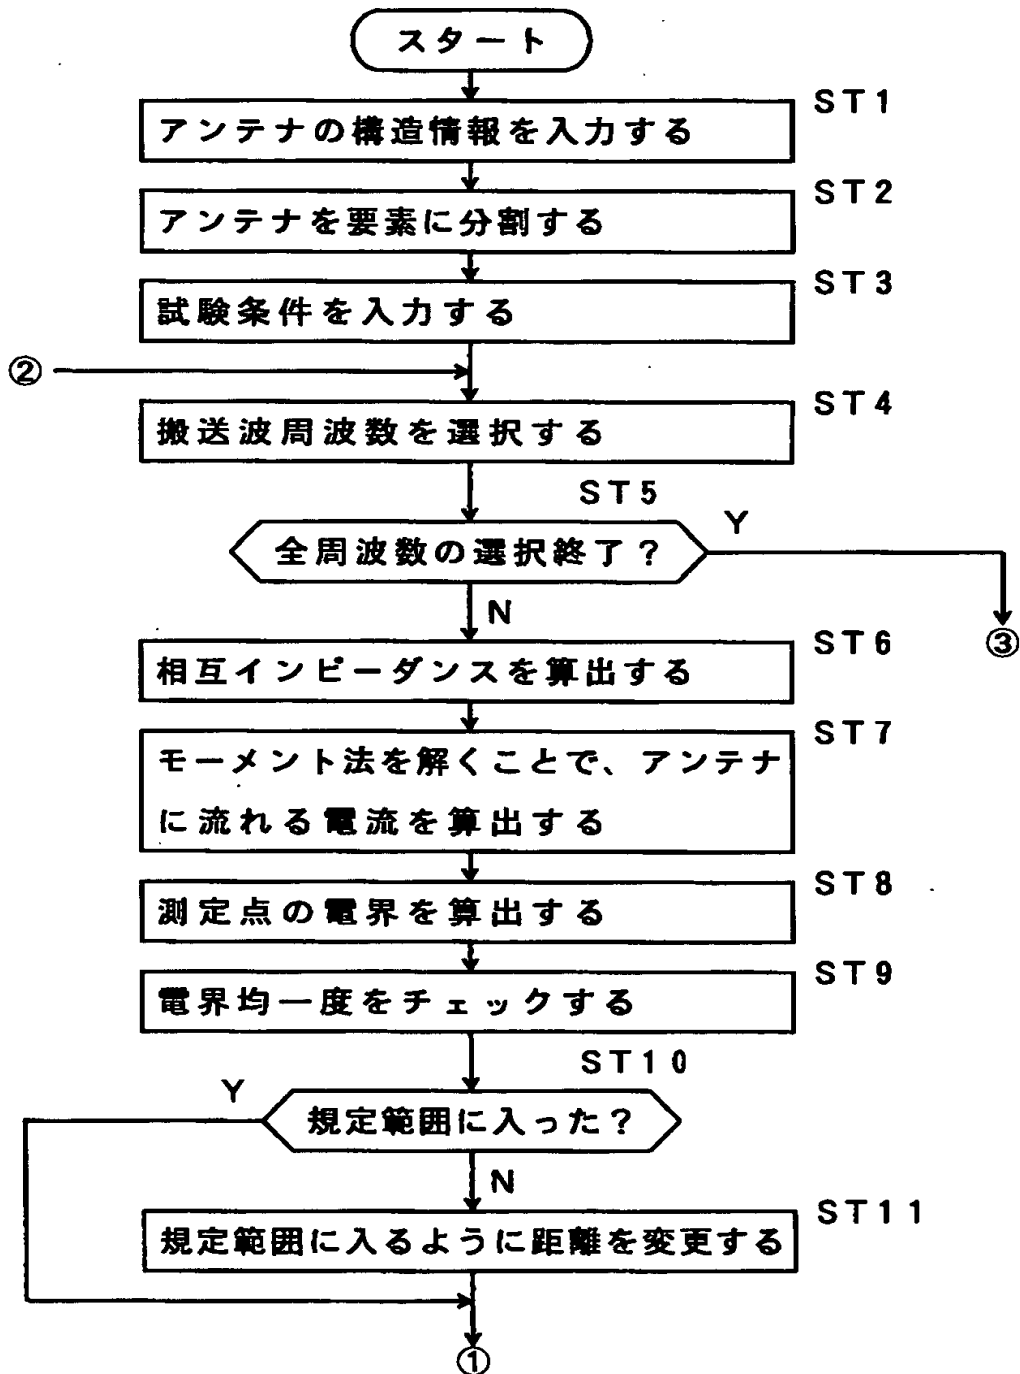 スタート
ST1
アンテナの構造情報を入力する
ST2
アンテナを要素に分割する
ST3
試験条件を入力する
②
ST4
搬送波周波数を選択する
ST5
全周波数の選択終了？
Y
N
③
ST6
相互インピーダンスを算出する
ST7
モーメント法を解くことで、アンテナ
に流れる電流を算出する
ST8
測定点の電界を算出する
ST9
電界均一度をチェックする
ST10
Y
規定範囲に入った？
N
ST11
規定範囲に入るように距離を変更する
①